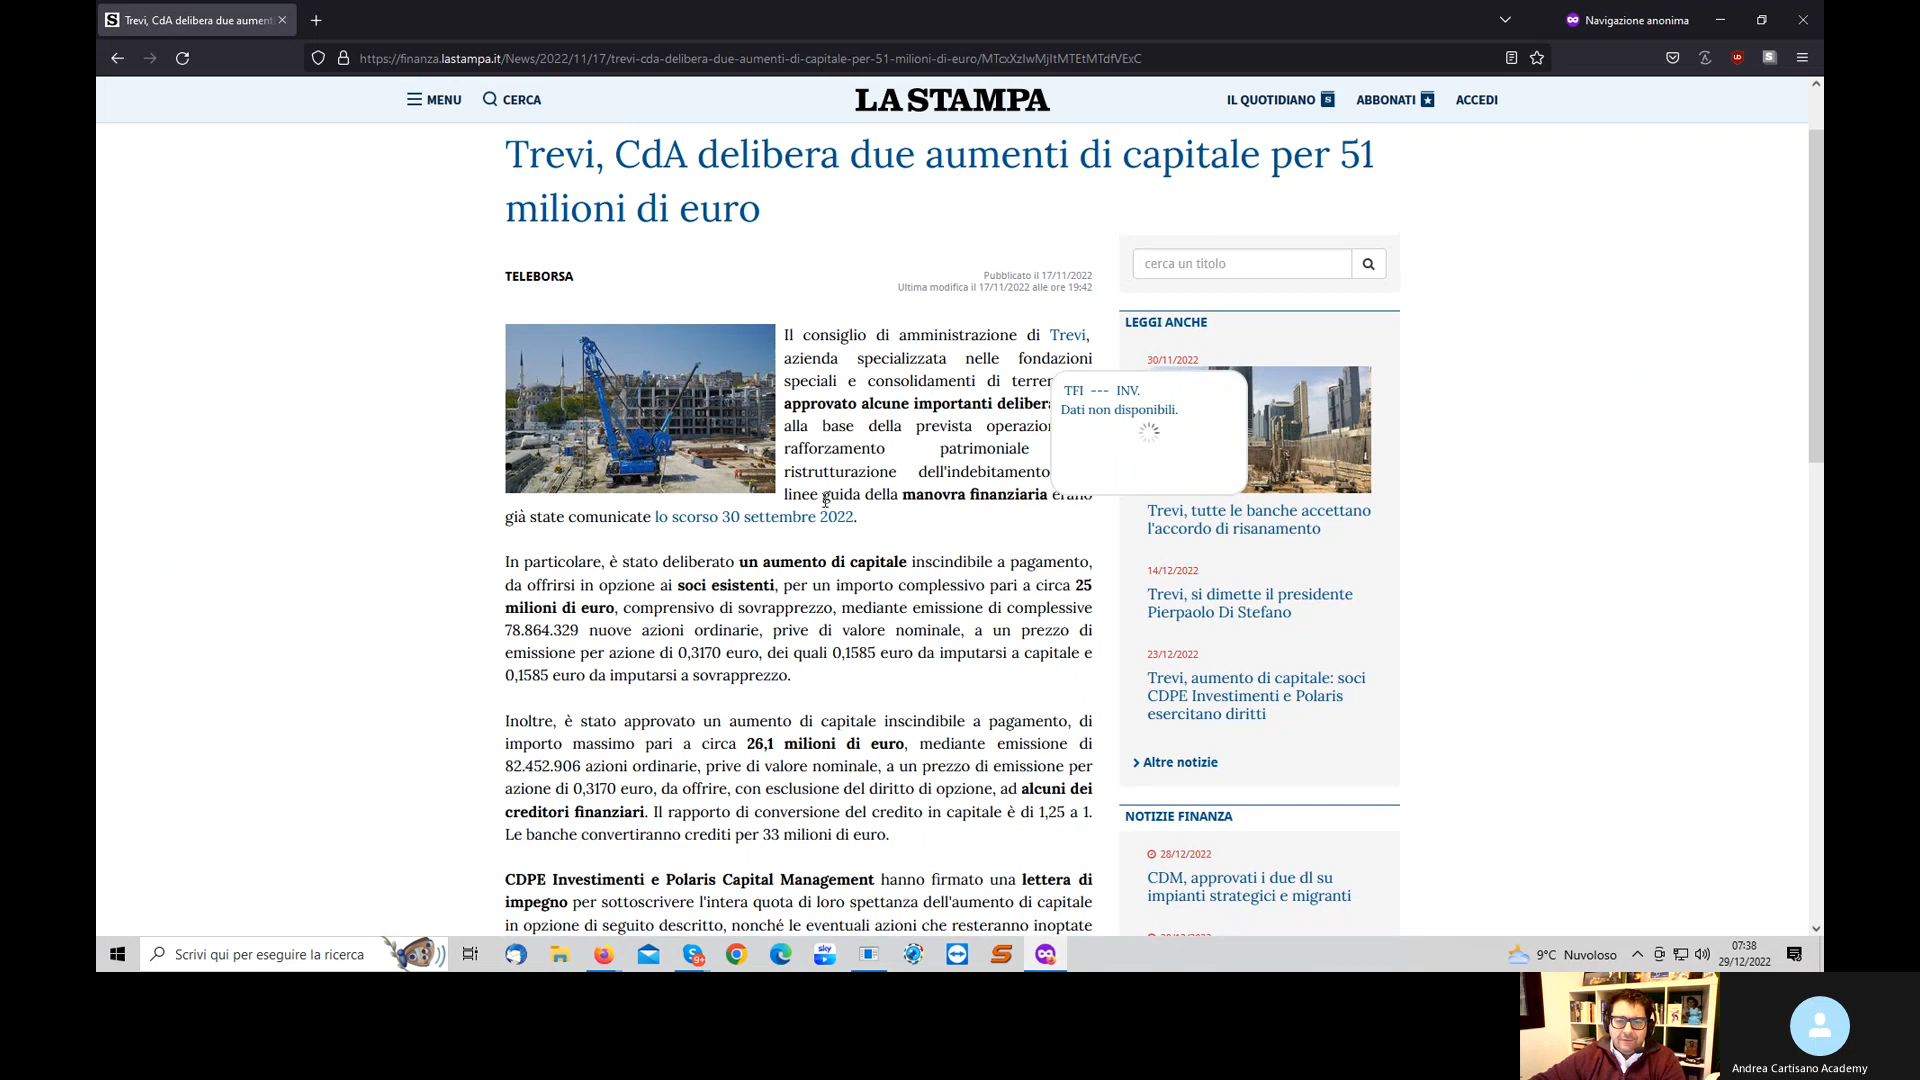 Trevi, CdA delibera due aument
Navigazione anonima
https://finanza.lastampa.it/News/2022/11/17/trevi-cda-delibera-due-aumenti-di-capitale-per-51-milioni-di-euro/MTcxXzIwMjItMTEtMTdfVExC
MENU
CERCA
LA STAMPA
IL QUOTIDIANO
ABBONATI
ACCEDI
Trevi, CdA delibera due aumenti di capitale per 51
milioni di euro
TELEBORSA
Pubblicato il 17/11/2022
Ultima modifica il 17/11/2022 alle ore 19:42
Il consiglio di amministrazione di Trevi,
azienda specializzata nelle fondazioni
speciali e consolidamenti di
approvato alcune importanti
alla base della prevista
rafforzamento patrimoniale
ristrutturazione dell'indebitamento
linee guida della manovra finanziaria erano
già state comunicate lo scorso 30 settembre 2022.
In particolare, è stato deliberato un aumento di capitale inscindibile a pagamento,
da offrirsi in opzione ai soci esistenti, per un importo complessivo pari a circa 25
milioni di euro, comprensivo di sovrapprezzo, mediante emissione di complessive
78.864.329 nuove azioni ordinarie, prive di valore nominale, a un prezzo di
emissione per azione di 0,3170 euro, dei quali 0,1585 euro da imputarsi a capitale e
0,1585 euro da imputarsi a sovrapprezzo.
Inoltre, è stato approvato un aumento di capitale inscindibile a pagamento, di
importo massimo pari a circa 26,1 milioni di euro, mediante emissione di
82.452.906 azioni ordinarie, prive di valore nominale, a un prezzo di emissione per
azione di 0,3170 euro, da offrire, con esclusione del diritto di opzione, ad alcuni dei
creditori finanziari. Il rapporto di conversione del credito in capitale è di 1,25 a 1.
Le banche convertiranno crediti per 33 milioni di euro.
CDPE Investimenti e Polaris Capital Management hanno firmato una lettera di
impegno per sottoscrivere l'intera quota di loro spettanza dell'aumento di capitale
in opzione di seguito descritto, nonché le eventuali azioni che resteranno inoptate
TFI --- INV.
Dati non disponibili.
cerca un titolo
LEGGI ANCHE
30/11/2022
Trevi, tutte le banche accettano
l'accordo di risanamento
14/12/2022
Trevi, si dimette il presidente
Pierpaolo Di Stefano
23/12/2022
Trevi, aumento di capitale: soci
CDPE Investimenti e Polaris
esercitano diritti
Altre notizie
NOTIZIE FINANZA
28/12/2022
CDM, approvati i due dl su
impianti strategici e migranti
Scrivi qui per eseguire la ricerca
sky
9°C Nuvoloso
07:38
29/12/2022
Andrea Cartisano Academy